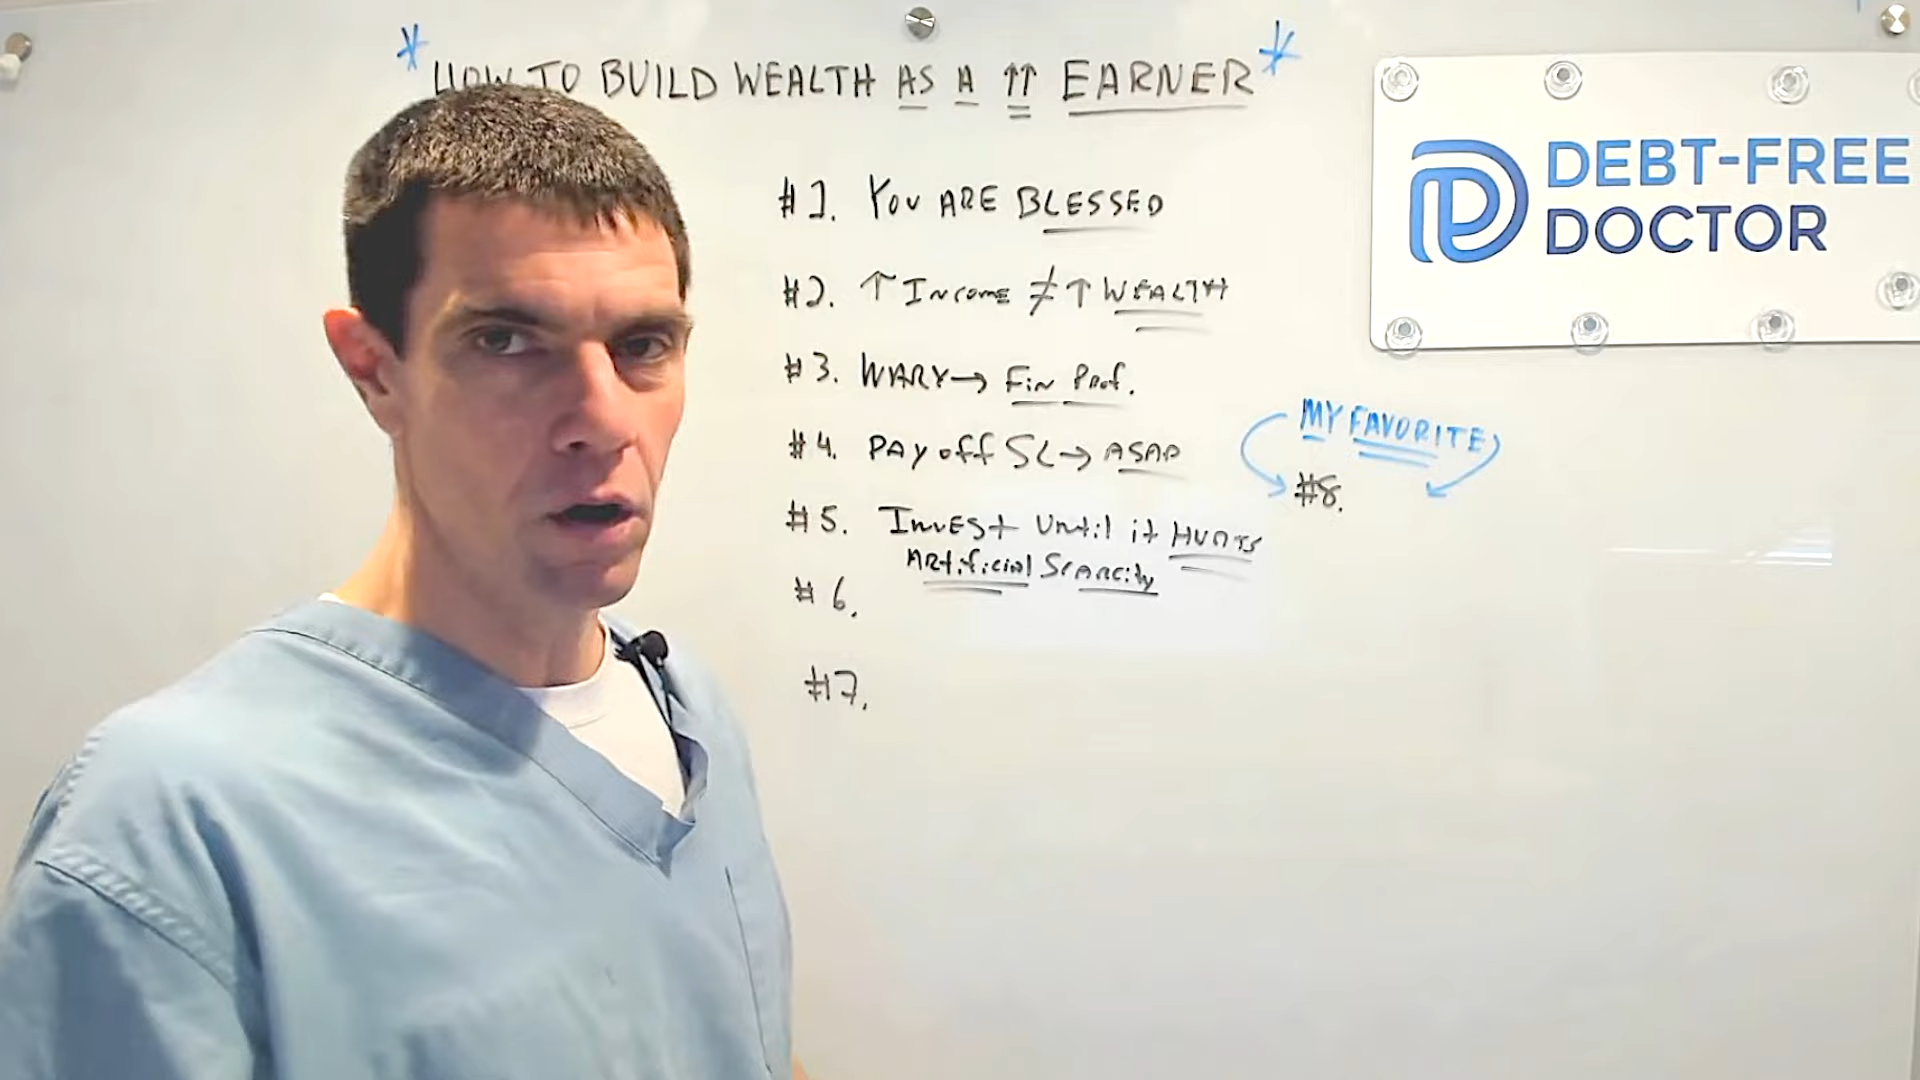 * HOW TO BUILD WEALTH AS A ↑↑ EARNER *
DEBT-FREE
DOCTOR
#1. YOU ARE BLESSED
#2. ↑ INCOME ≠ ↑ WEALTH
#3. WARY → FIN PROF.
#4. PAY OFF SL → ASAP
#5. INVEST UNTIL IT HURTS
ARTIFICIAL SCARCITY
#6.
#7.
MY FAVORITE
#8.